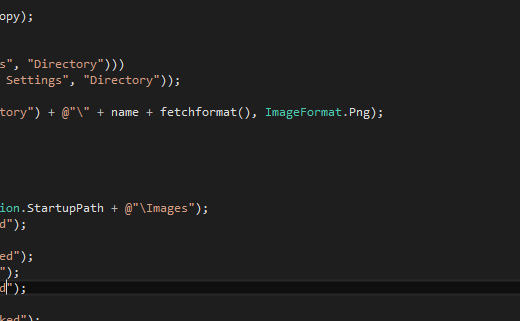 opy);
s", "Directory")))
Settings", "Directory"));
tory") + @"\" + name + fetchformat(), ImageFormat.Png);
ion.StartupPath + @"\Images");
d");
ed");
");
d");
ked");